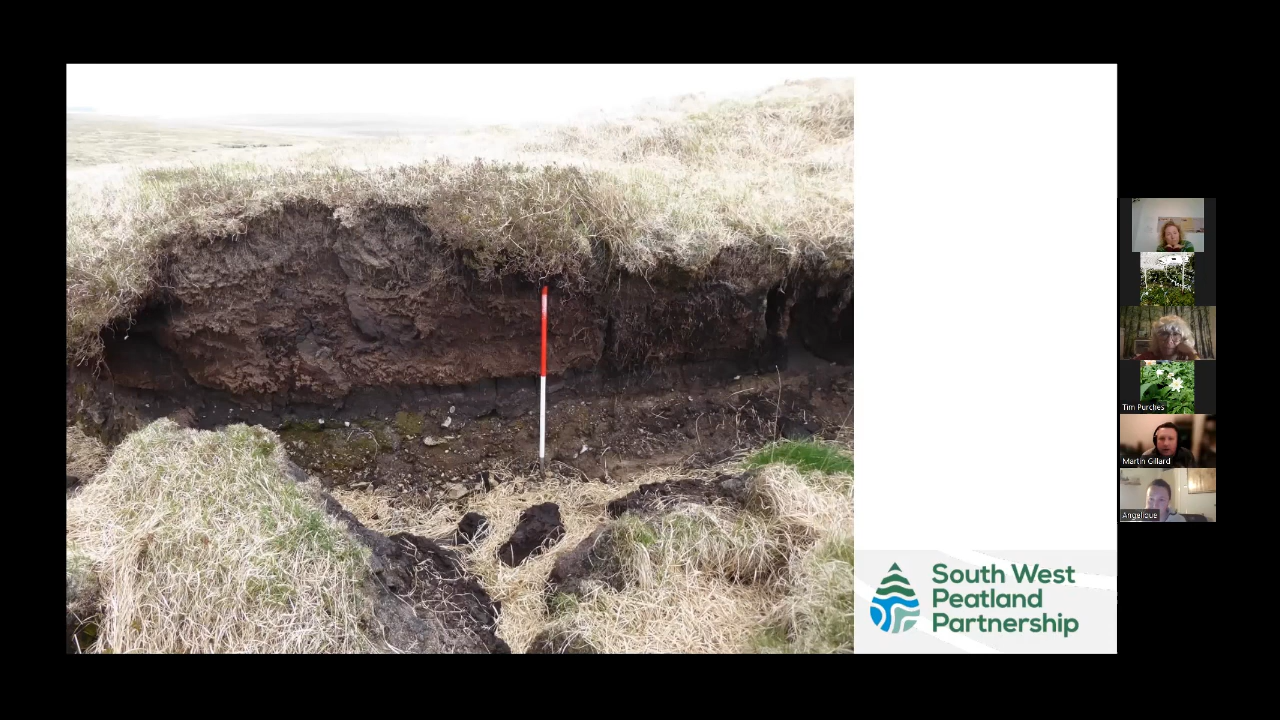 South West
Peatland
Partnership
Tim Purches
Martin Gillard
Angelique